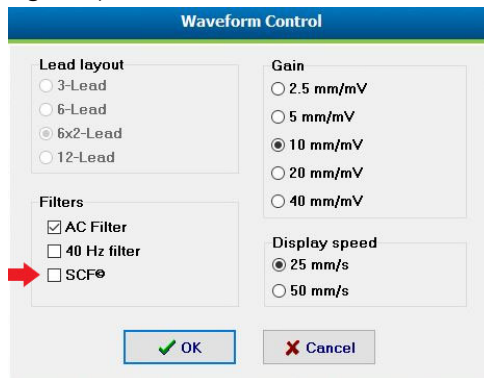 Waveform Control
Lead layout
3-Lead
6-Lead
6x2-Lead
12-Lead
Filters
AC Filter
40 Hz filter
SCF©
Gain
2.5 mm/mV
5 mm/mV
10 mm/mV
20 mm/mV
40 mm/mV
Display speed
25 mm/s
50 mm/s
OK
Cancel